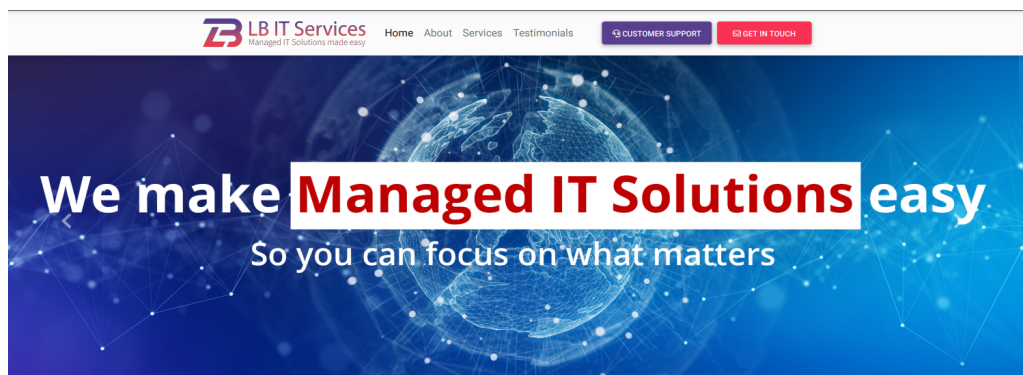 LB IT Services
Managed IT Solutions made easy
Home About Services Testimonials CUSTOMER SUPPORT GET IN TOUCH
We make Managed IT Solutions easy
So you can focus on what matters